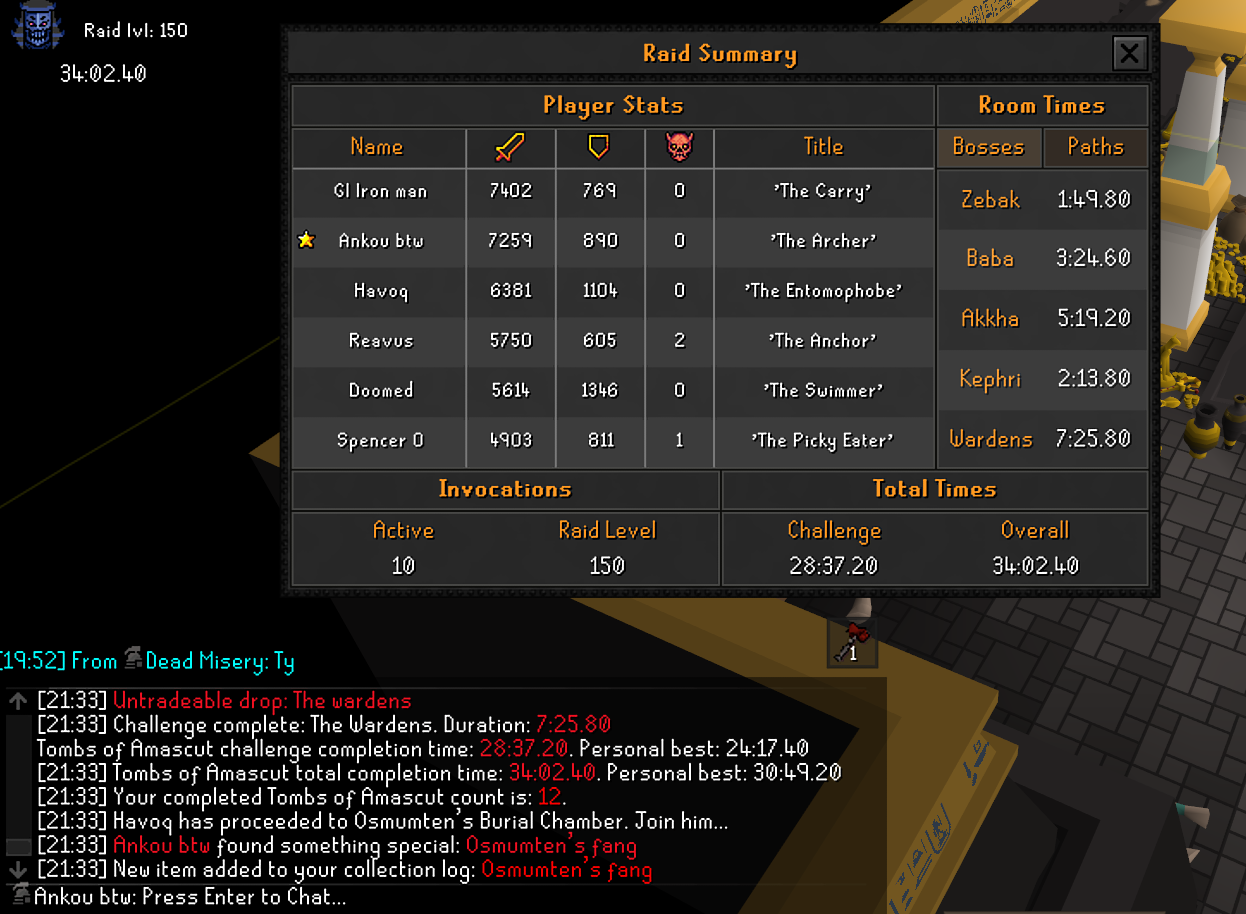 Raid lvl: 150
34:02.40
Raid Summary
Player Stats
Room Times
Name Title
Bosses Paths
GI Iron man 7402 769 0 'The Carry'
Ankou btw 7259 890 0 'The Archer'
Havoq 6381 1104 0 'The Entomophobe'
Reavus 5750 605 2 'The Anchor'
Doomed 5614 1346 0 'The Swimmer'
Spencer O 4903 811 1 'The Picky Eater'
Zebak 1:49.80
Baba 3:24.60
Akkha 5:19.20
Kephri 2:13.80
Wardens 7:25.80
Invocations
Total Times
Active Raid Level
10 150
Challenge Overall
28:37.20 34:02.40
1
[19:52] From Dead Misery: Ty
[21:33] Untradeable drop: The wardens
[21:33] Challenge complete: The Wardens. Duration: 7:25.80
Tombs of Amascut challenge completion time: 28:37.20. Personal best: 24:17.40
[21:33] Tombs of Amascut total completion time: 34:02.40. Personal best: 30:49.20
[21:33] Your completed Tombs of Amascut count is: 12.
[21:33] Havoq has proceeded to Osmumten's Burial Chamber. Join him...
[21:33] Ankou btw found something special: Osmumten's fang
[21:33] New item added to your collection log: Osmumten's fang
Ankou btw: Press Enter to Chat...